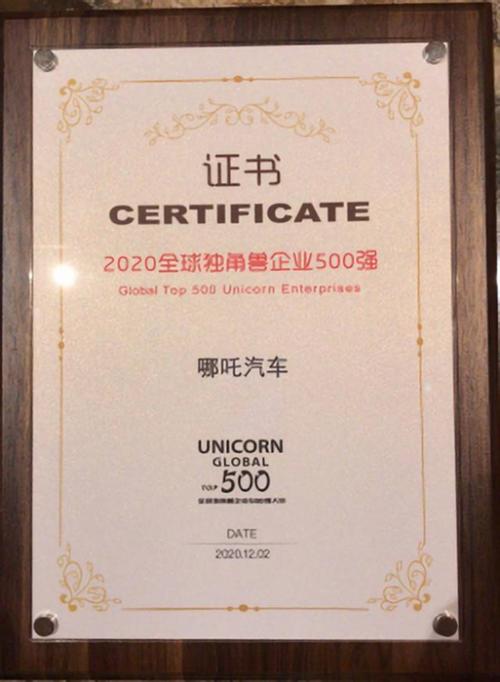 证书
CERTIFICATE
2020全球独角兽企业500强
Global Top 500 Unicorn Enterprises
哪吒汽车
UNICORN
GLOBAL
TOP 500
DATE
2020.12.02